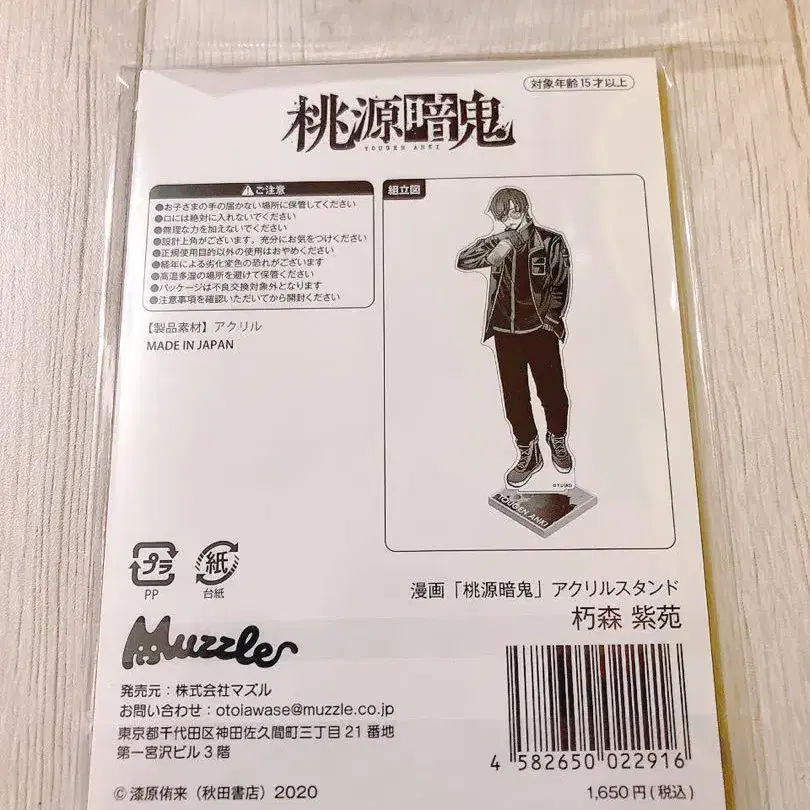 対象年齢15才以上
桃源暗鬼
TOUGEN ANKI
⚠ご注意
●お子さまの手の届かない場所に保管してください
●口には絶対に入れないでください
●無理な力を加えないでください
●設計上角がございます。充分にお気をつけください
●正規使用目的以外の使用はおやめください
●経年による劣化変色の恐れがございます
●高温多湿の場所を避けて保管ください
●パッケージは不良交換対象外となります
●注意事項を確認いただいてから開封ください
【製品素材】アクリル
MADE IN JAPAN
組立図
©YU/AKI
TOUGEN ANKI
プラ
PP
紙
台紙
漫画「桃源暗鬼」アクリルスタンド
朽森 紫苑
Muzzle
発売元：株式会社マズル
お問い合わせ：otoiawase@muzzle.co.jp
東京都千代田区神田佐久間町三丁目21番地
第一宮沢ビル3階
4 582650 022916
©漆原侑来（秋田書店）2020
1,650円(税込)